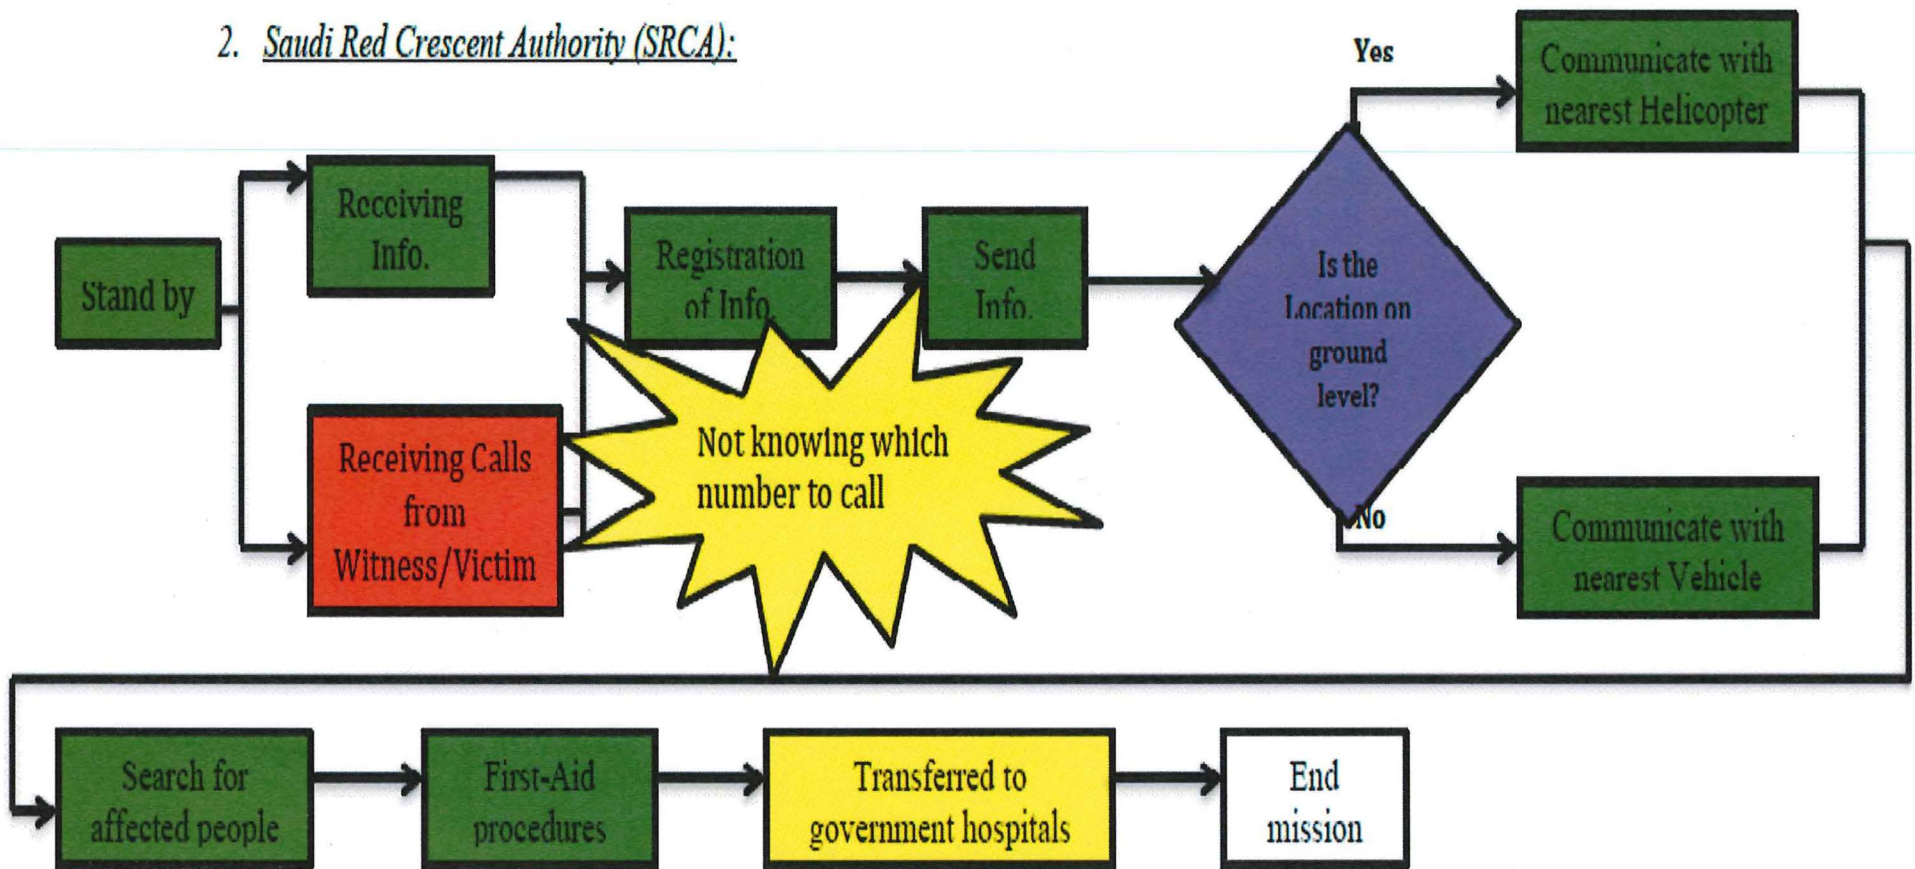 2. Saudi Red Crescent Authority (SRCA):
Yes
Communicate with
nearest Helicopter
Receiving
Info.
Stand by
Registration
of Info.
Send
Info.
Is the
Location on
ground
level?
Receiving Calls
from
Witness/Victim
Not knowing which
number to call
No
Communicate with
nearest Vehicle
Search for
affected people
First-Aid
procedures
Transferred to
government hospitals
End
mission